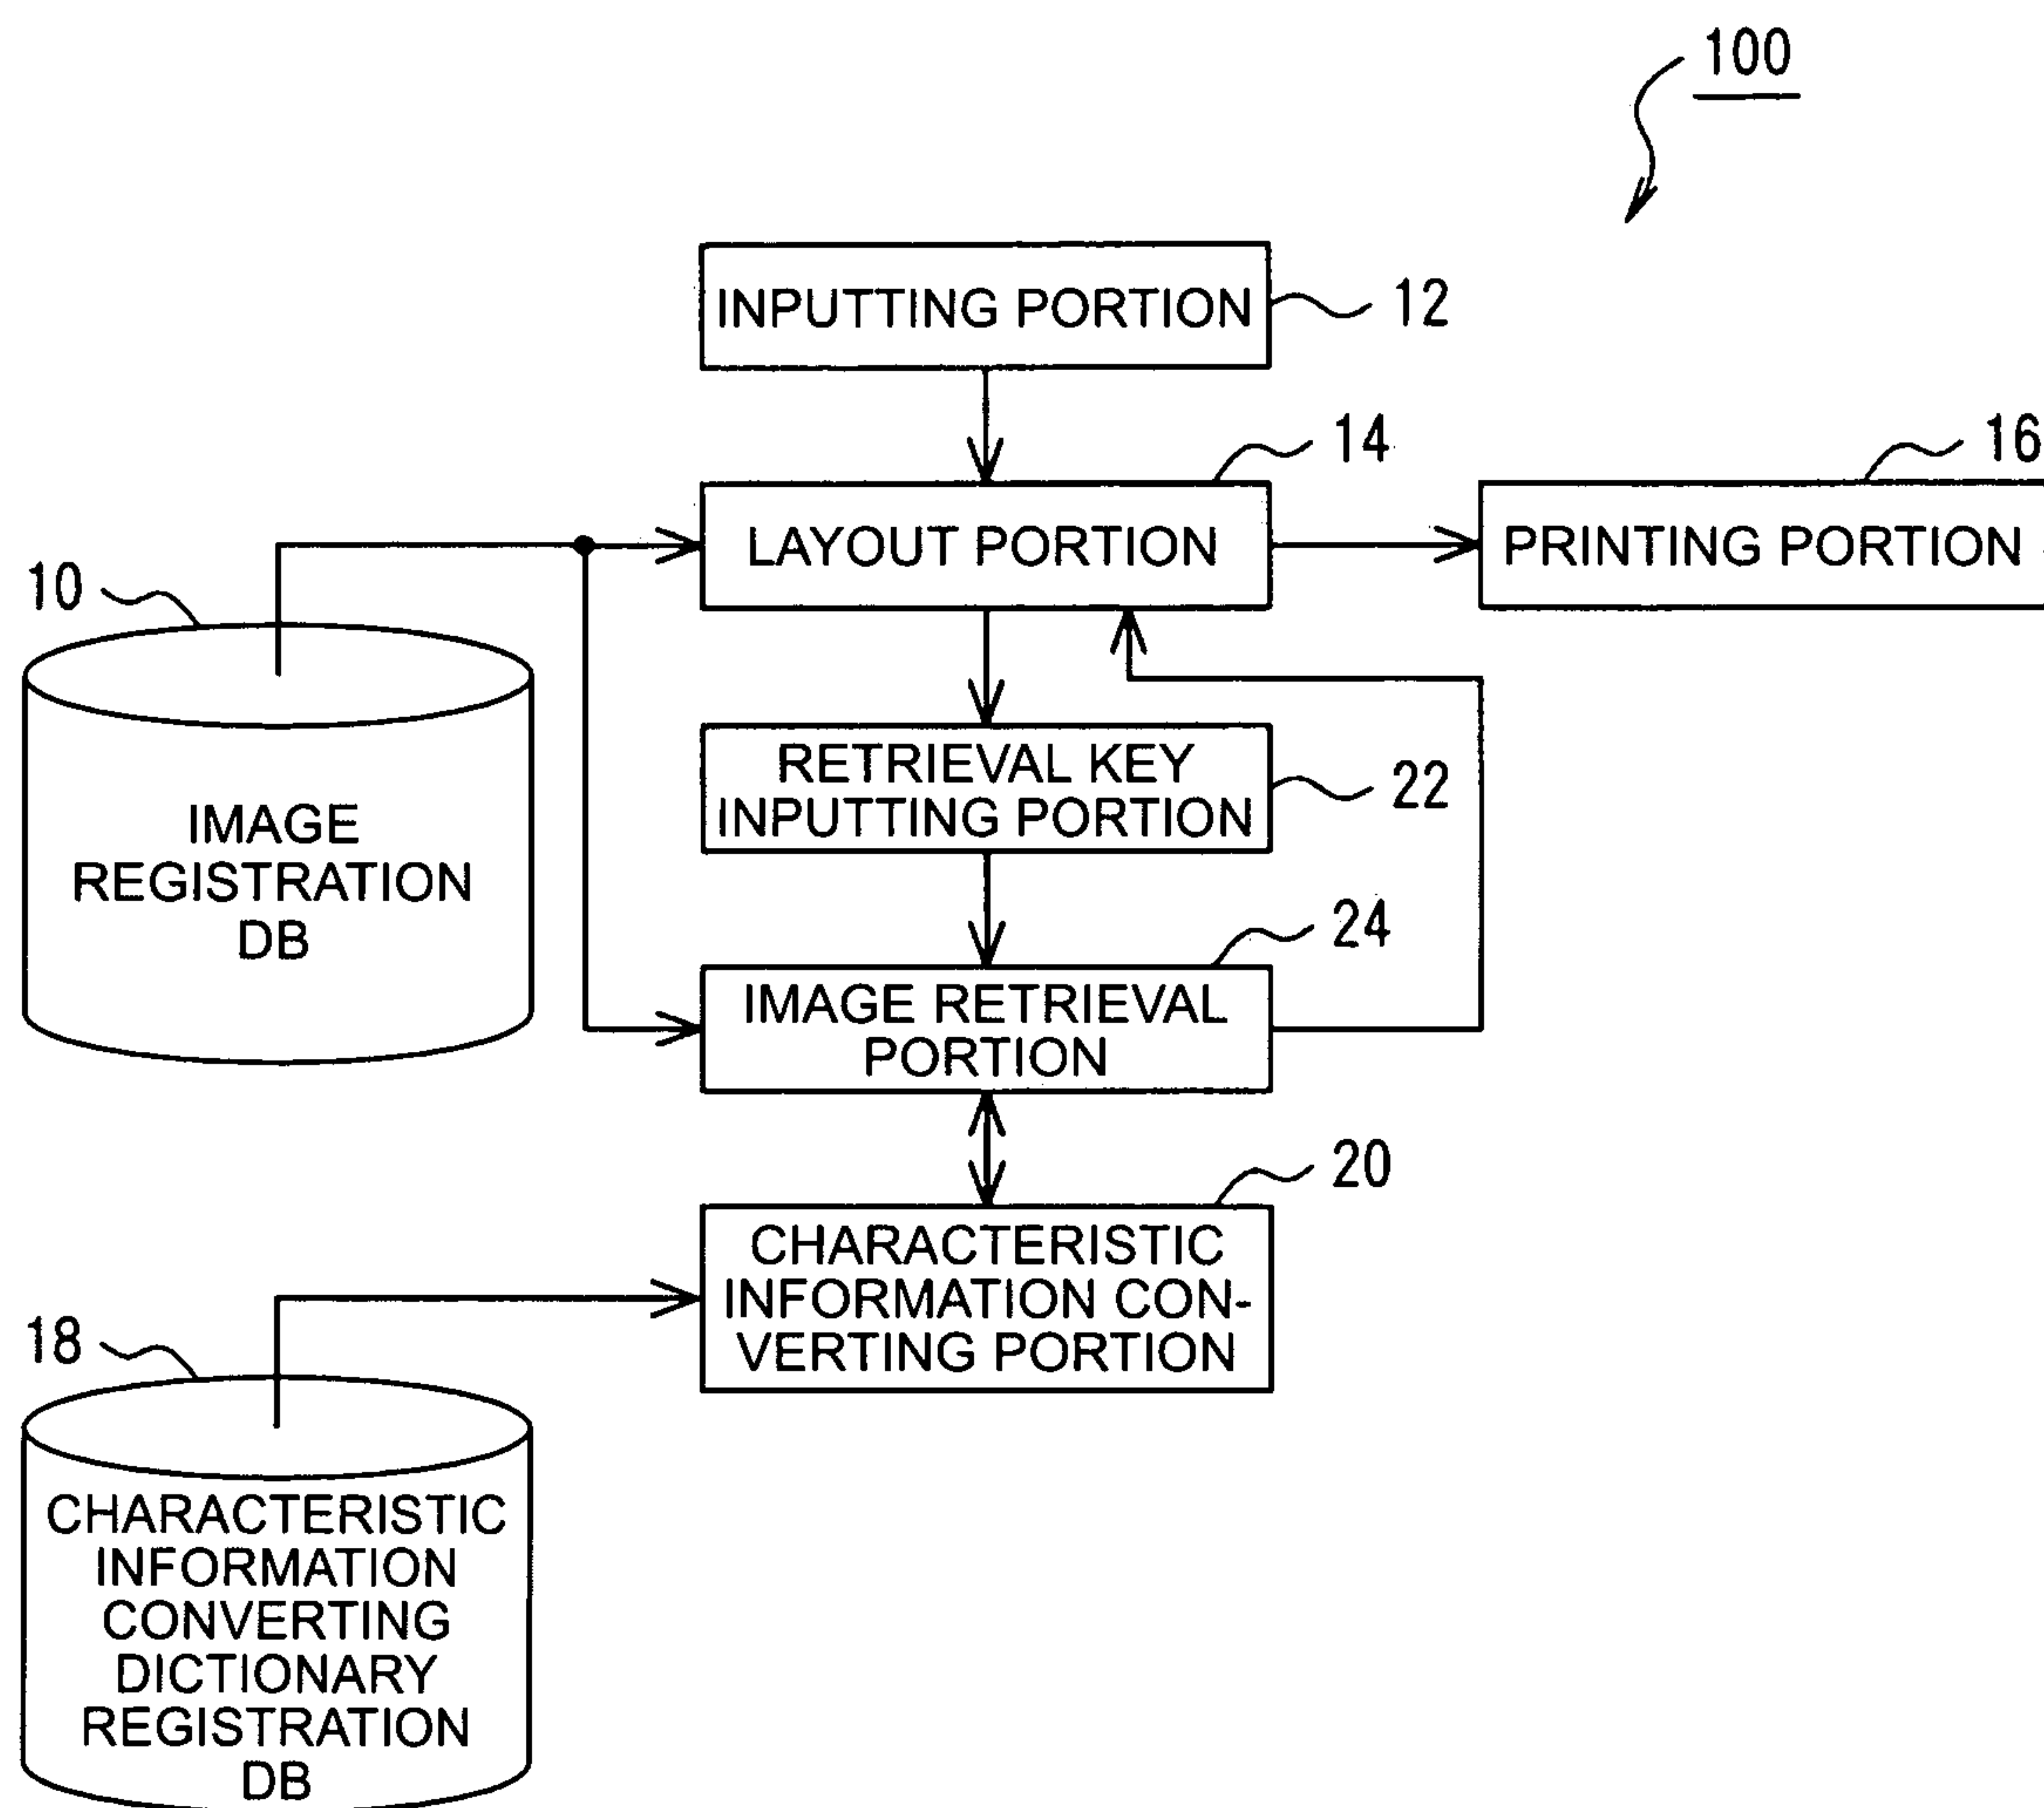 100
INPUTTING PORTION
12
14
16
LAYOUT PORTION
PRINTING PORTION
10
RETRIEVAL KEY
INPUTTING PORTION
22
IMAGE
REGISTRATION
DB
24
IMAGE RETRIEVAL
PORTION
20
CHARACTERISTIC
INFORMATION CON-
VERTING PORTION
18
CHARACTERISTIC
INFORMATION
CONVERTING
DICTIONARY
REGISTRATION
DB